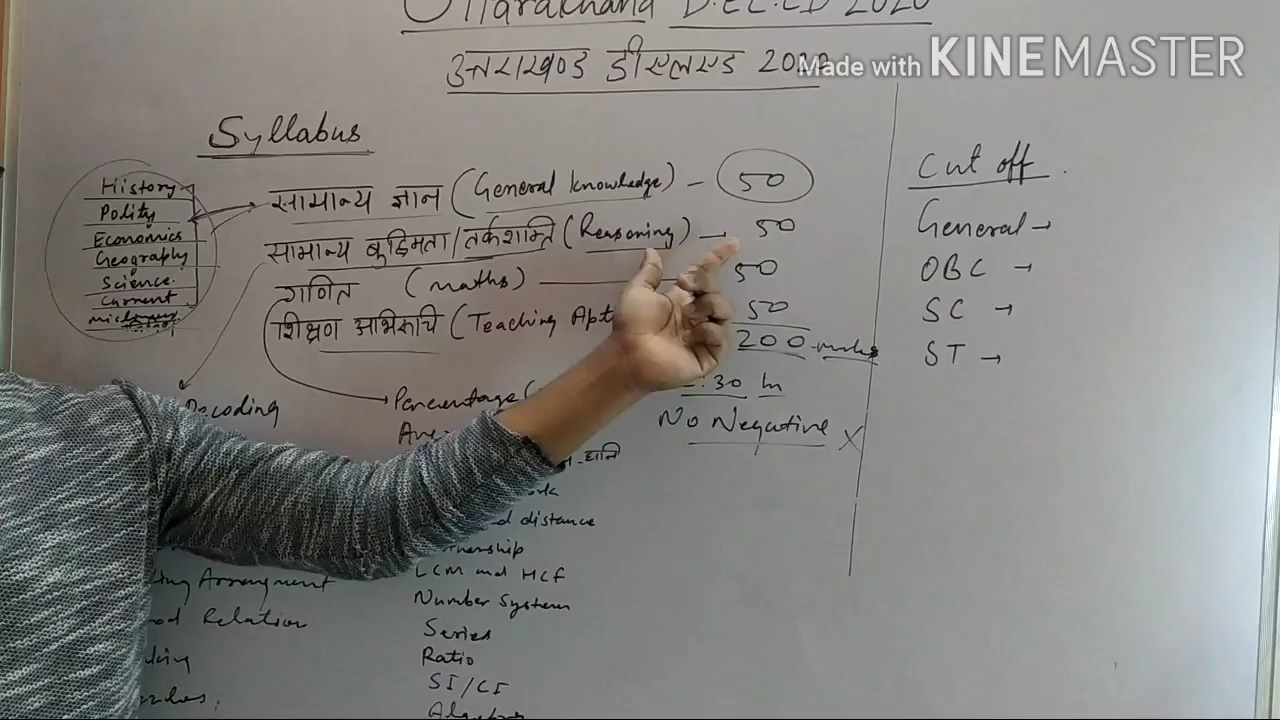 Uttarakhand D.EL.ED 2020
उत्तराखण्ड डीएलएड 2020
Made with KINEMASTER
Syllabus
History
Polity
Economics
Geography
Science
Current
सामान्य ज्ञान (General knowledge) - 50
सामान्य बुद्धिमता/तर्कशक्ति (Reasoning) → 50
गणित (maths) 50
शिक्षण अभिरुचि (Teaching Apt 50
200 marks
:30 hr
No Negative X
Decoding
Arrangment
Relation
Percentage
हानि
d distance
LCM and HCF
Number System
Series
Ratio
SI/CI
Algebra
Cut off
General →
OBC →
SC →
ST →